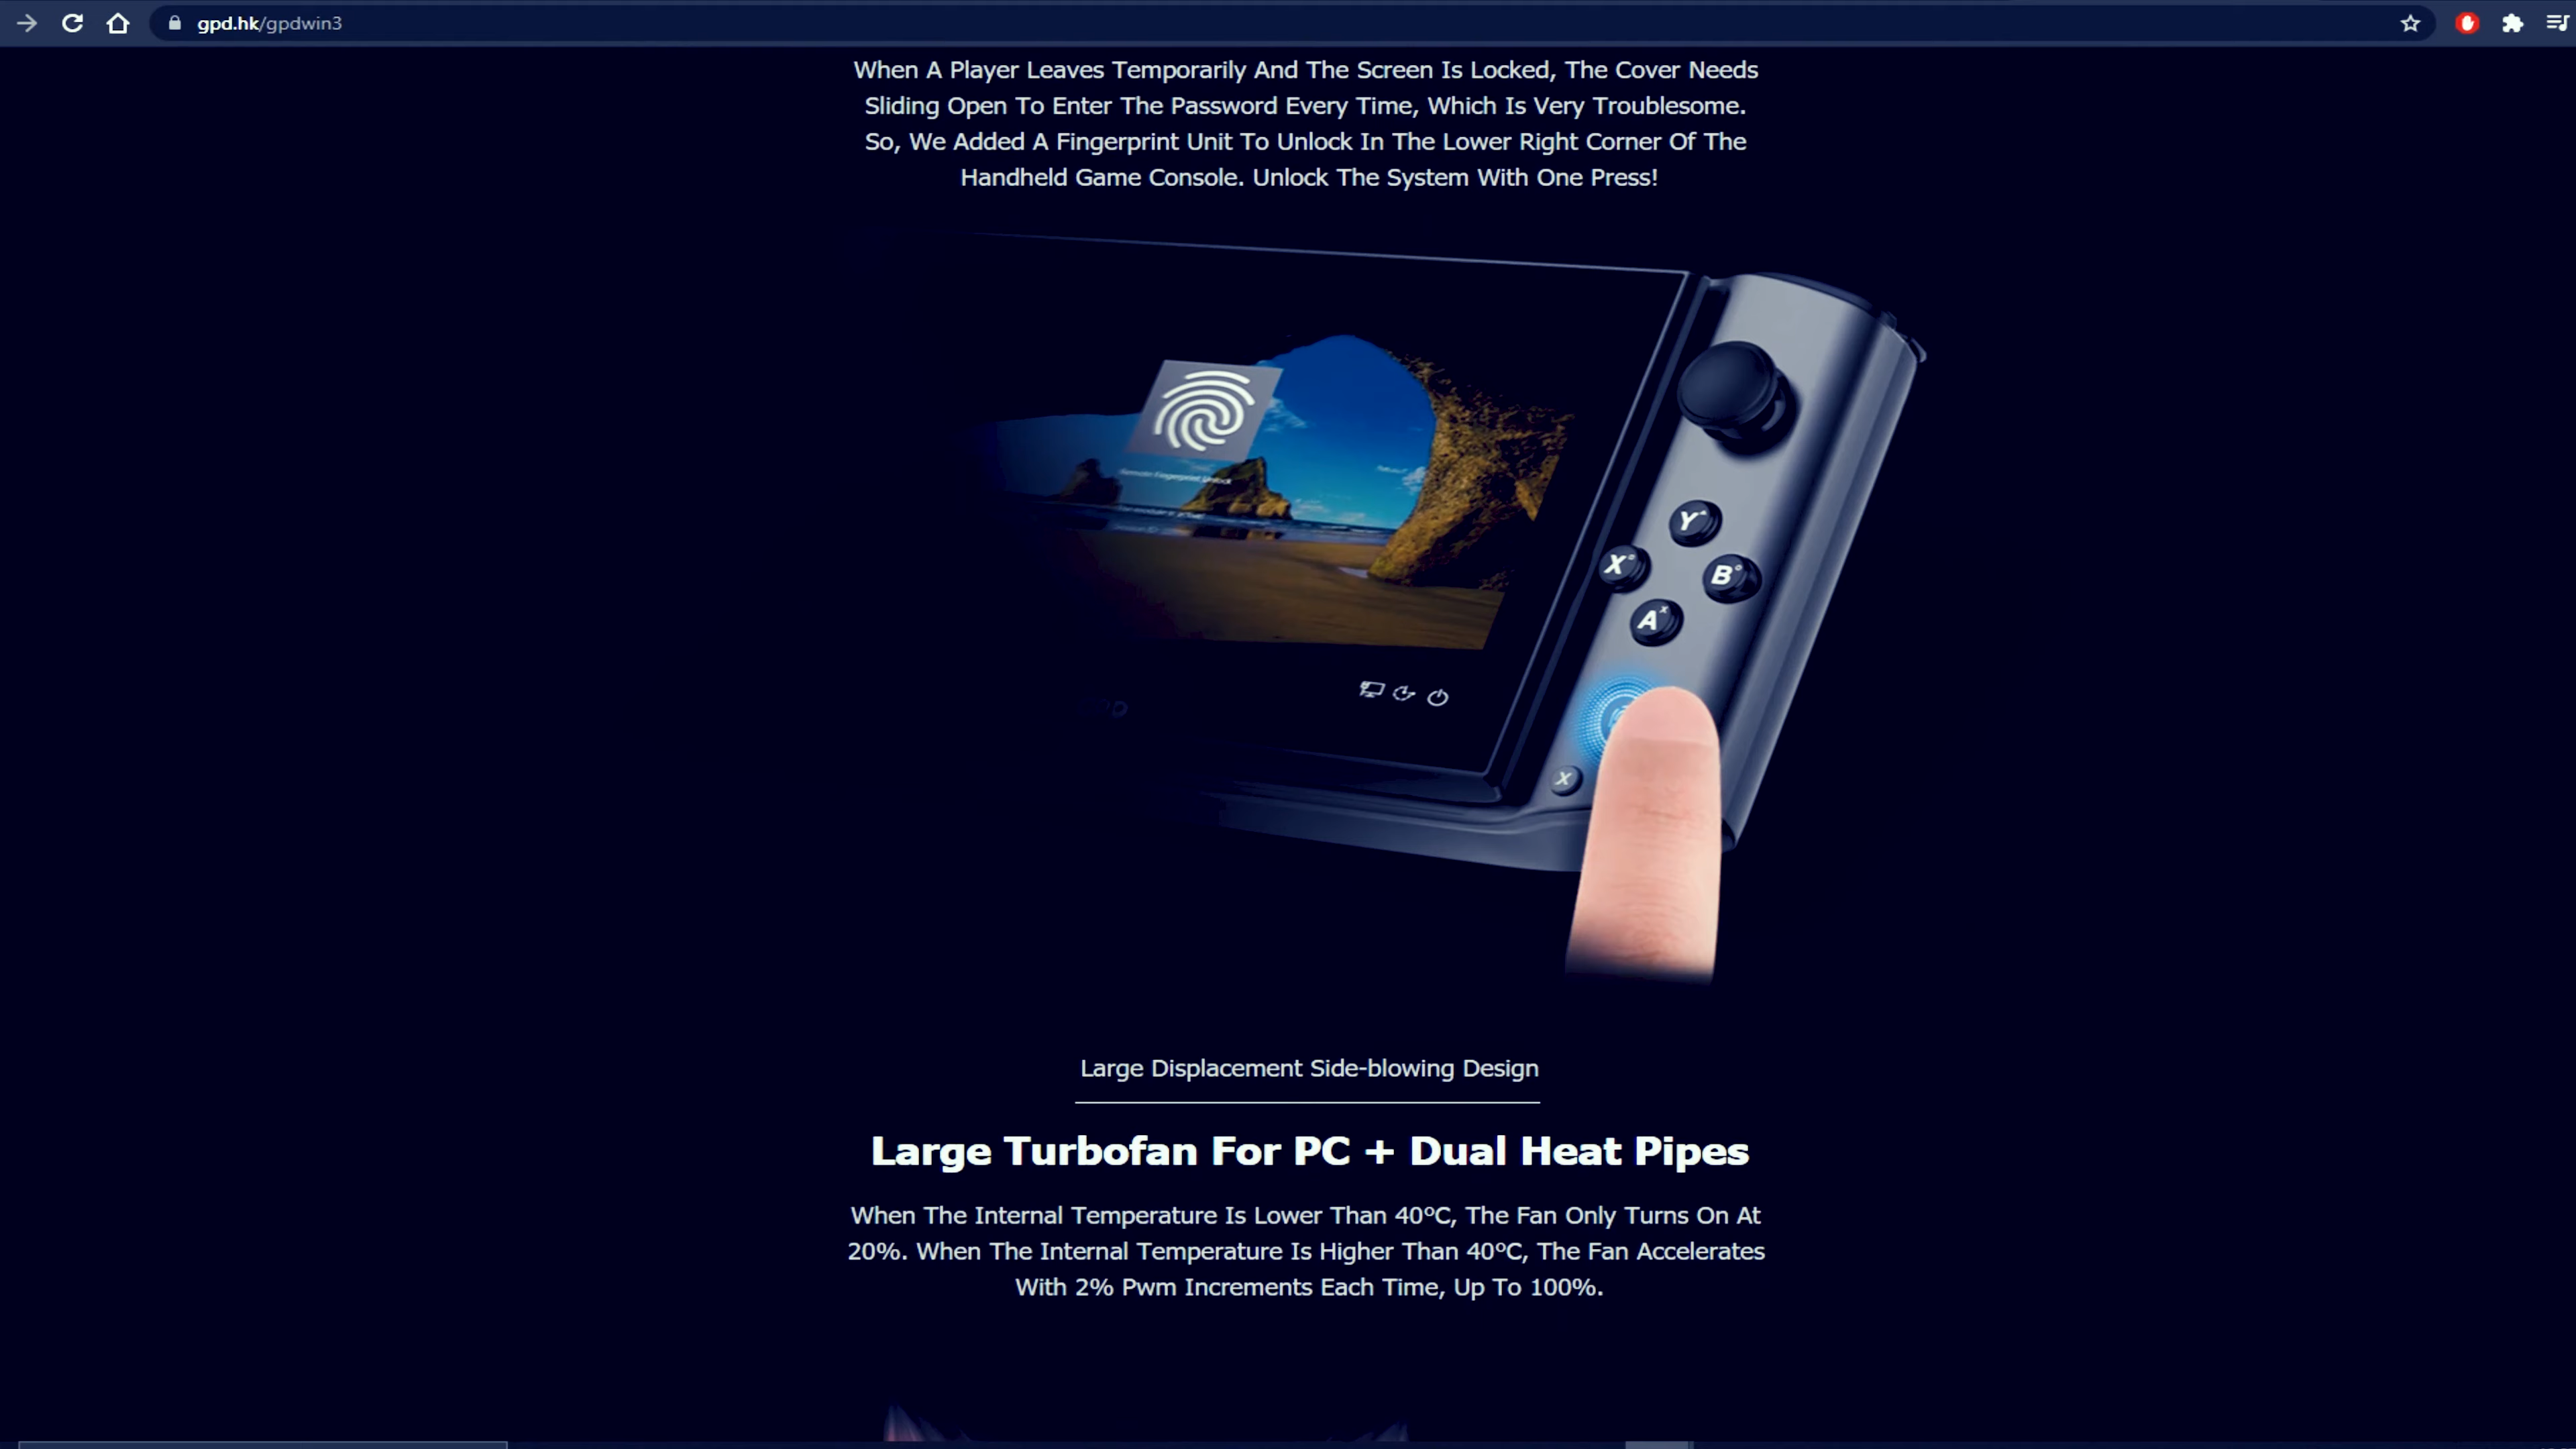 gpd.hk/gpdwin3
When A Player Leaves Temporarily And The Screen Is Locked, The Cover Needs
Sliding Open To Enter The Password Every Time, Which Is Very Troublesome.
So, We Added A Fingerprint Unit To Unlock In The Lower Right Corner Of The
Handheld Game Console. Unlock The System With One Press!
Remote Fingerprint Unlock
Y
X
B
A
X
Large Displacement Side-blowing Design
Large Turbofan For PC + Dual Heat Pipes
When The Internal Temperature Is Lower Than 40ºC, The Fan Only Turns On At
20%. When The Internal Temperature Is Higher Than 40ºC, The Fan Accelerates
With 2% Pwm Increments Each Time, Up To 100%.